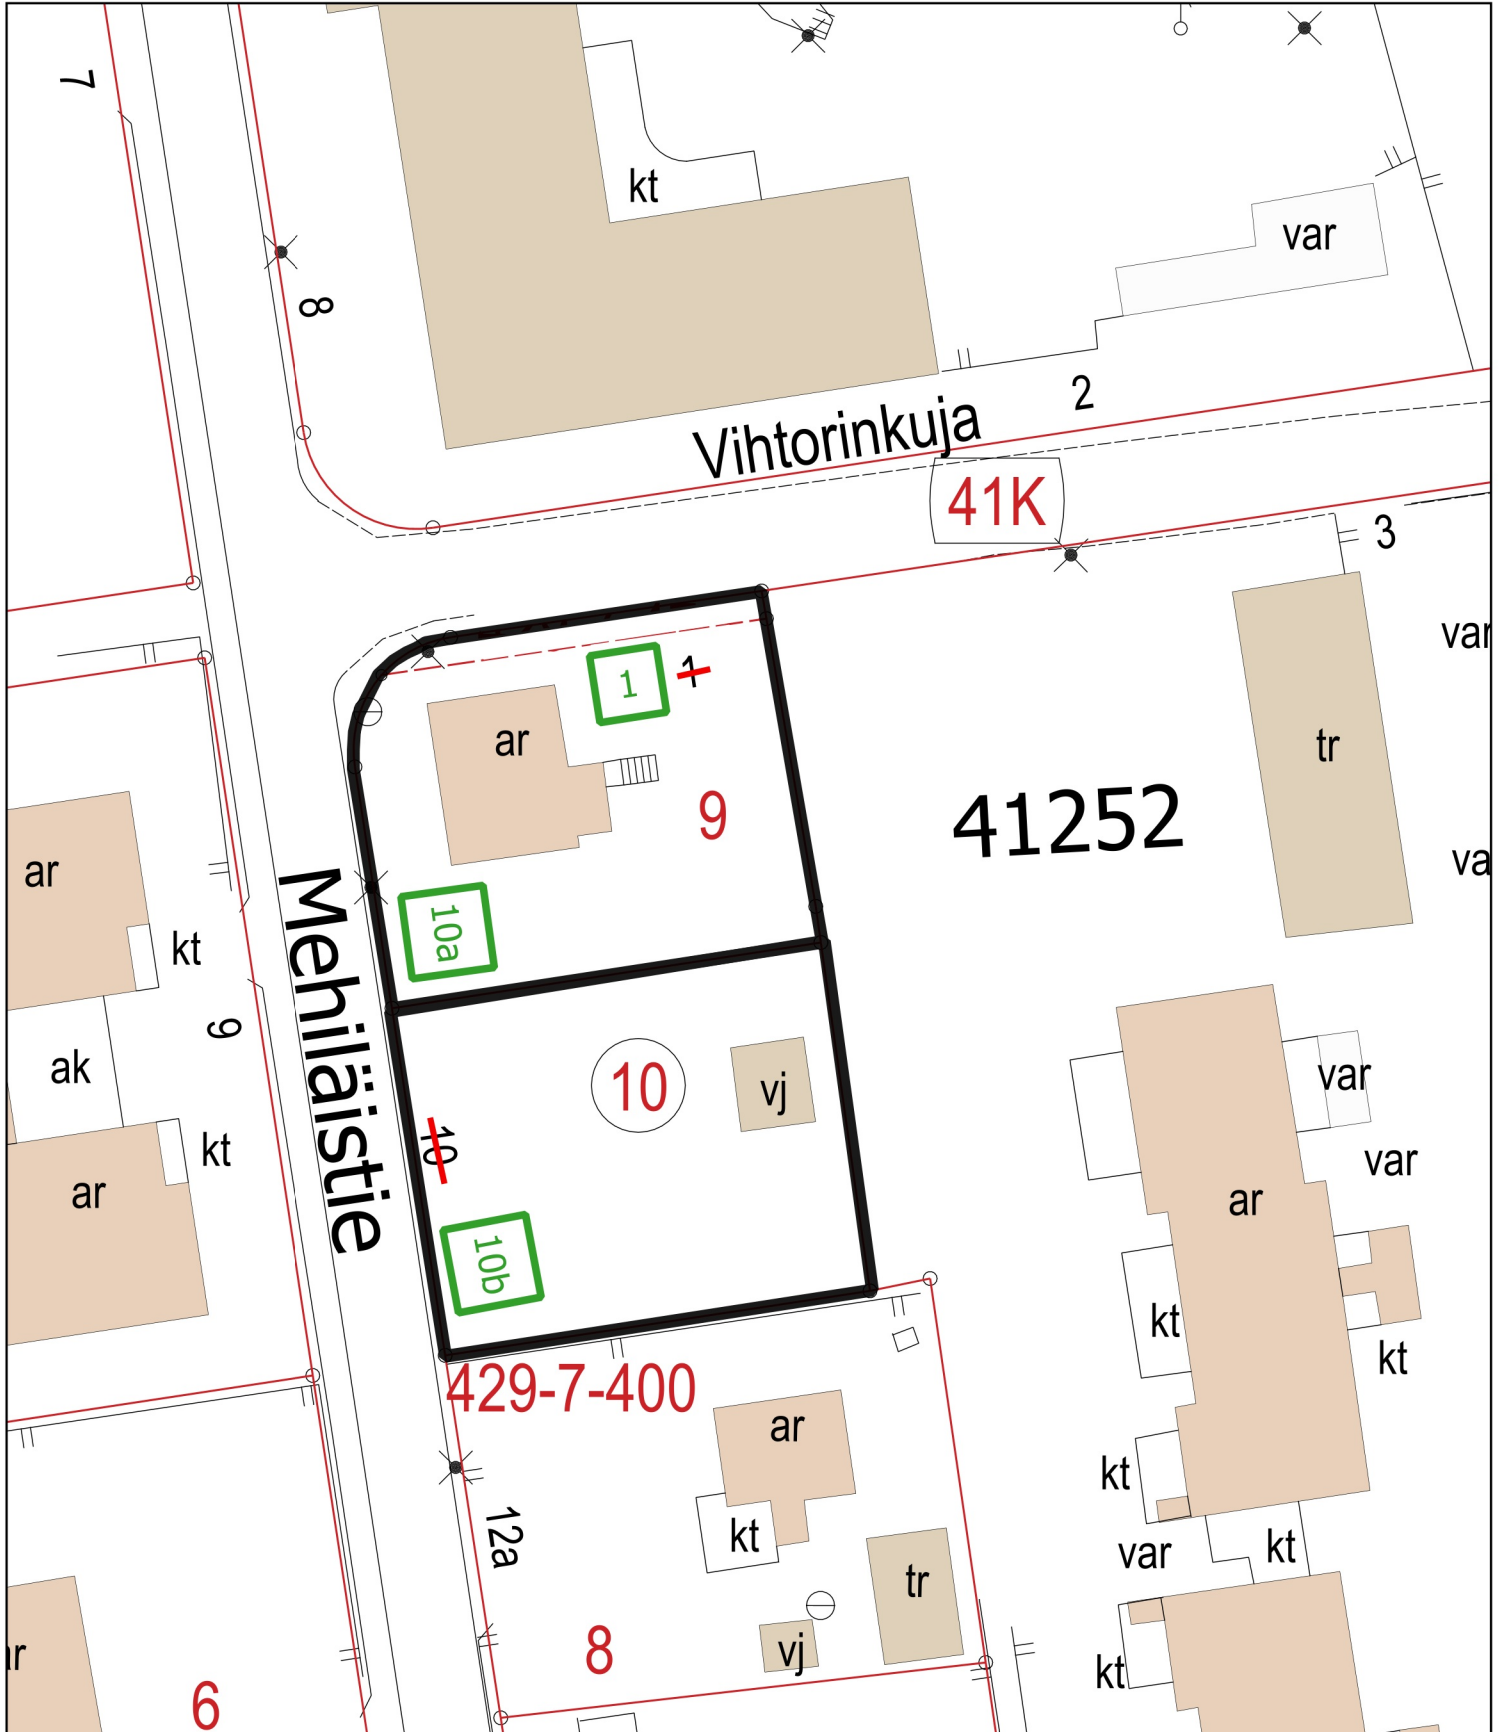 7
kt
var
8
2
Vihtorinkuja
41K
3
var
1
1
ar
tr
9
41252
ar
var
10a
kt
Mehiläistie
9
ak
10
vj
var
10
kt
var
ar
ar
10b
kt
kt
429-7-400
ar
kt
12a
kt
var
kt
tr
8
vj
kt
6